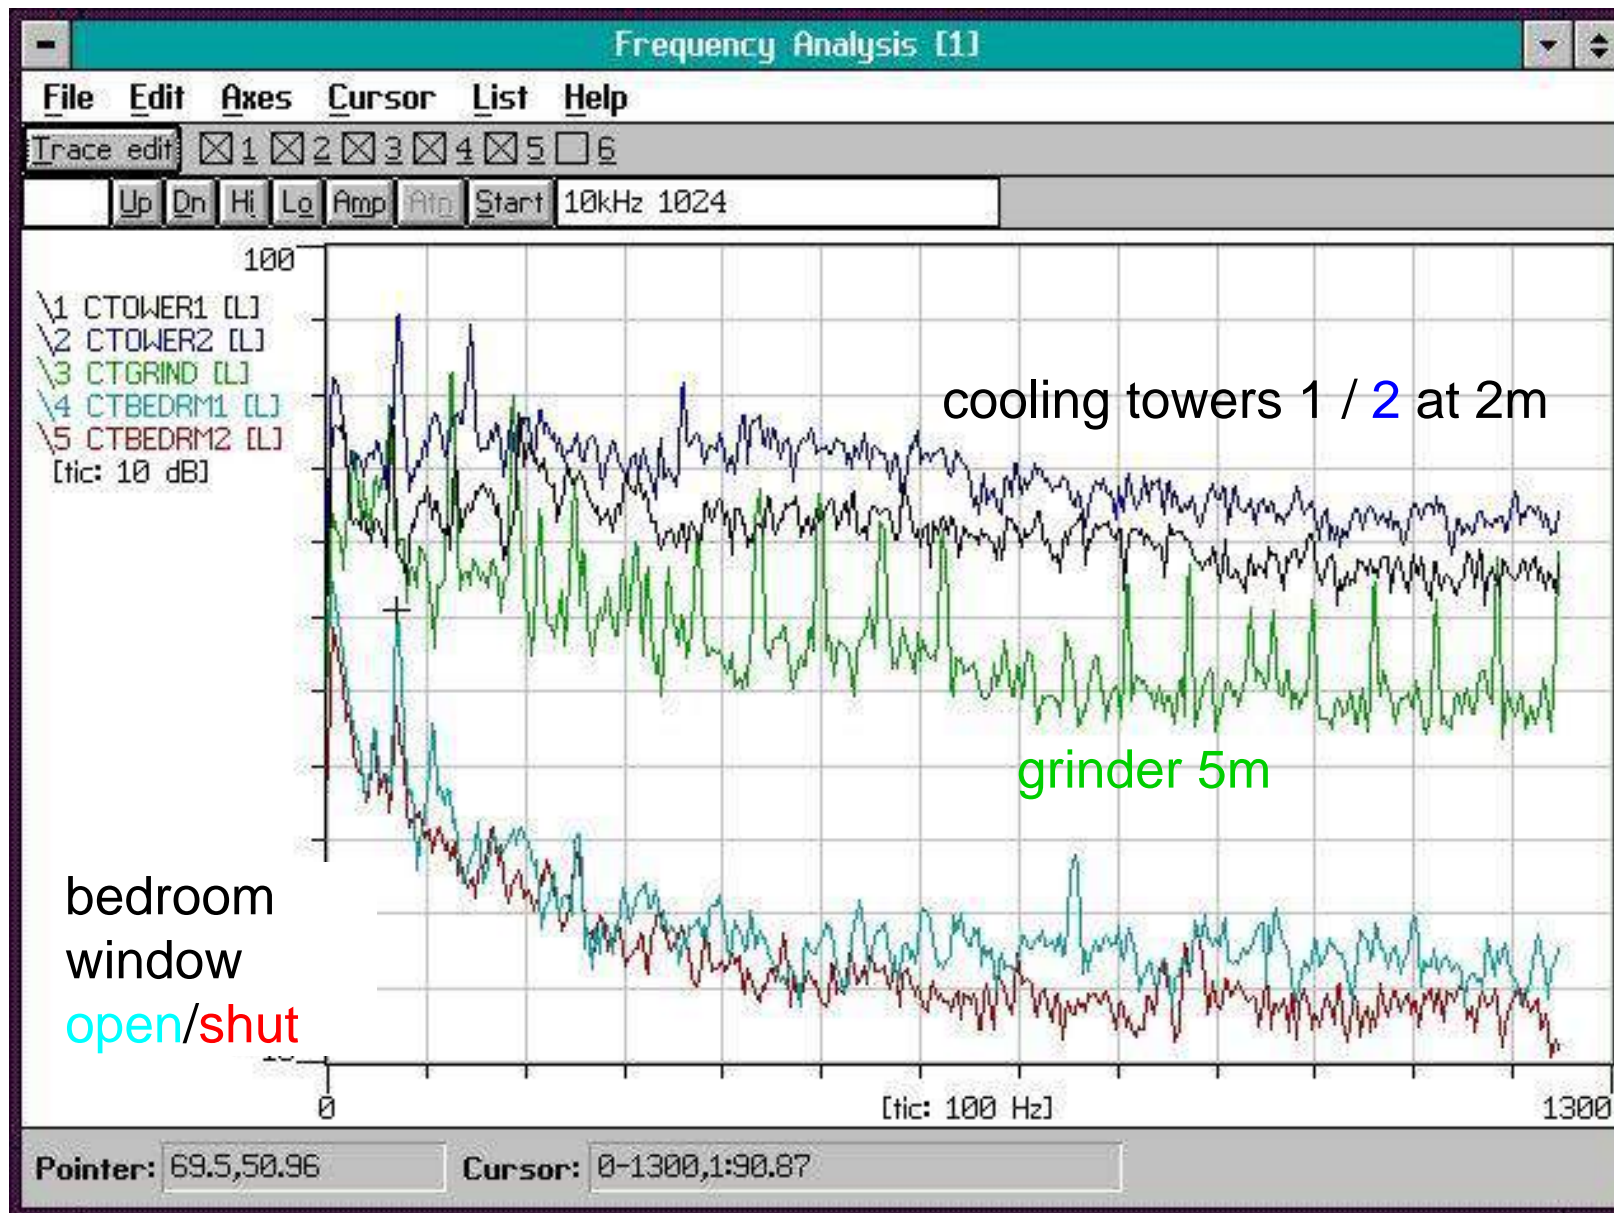 Frequency Analysis [1]
File Edit Axes Cursor List Help
Trace edit 1 2 3 4 5 6
Up Dn Hi Lo Amp Atn Start 10kHz 1024
100
\1 CTOWER1 [L]
\2 CTOWER2 [L]
\3 CTGRIND [L]
\4 CTBEDRM1 [L]
\5 CTBEDRM2 [L]
[tic: 10 dB]
cooling towers 1 / 2 at 2m
grinder 5m
bedroom
window
open/shut
0 [tic: 100 Hz] 1300
Pointer: 69.5,50.96 Cursor: 0-1300,1:90.87